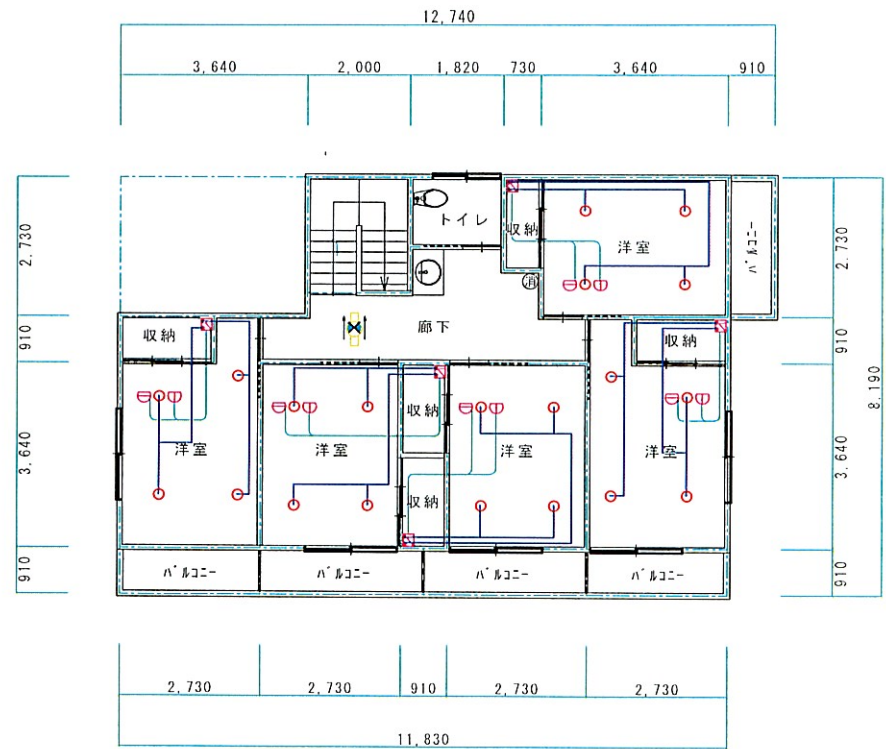 12,740
3,640
2,000
1,820
730
3,640
910
2,730
910
3,640
910
トイレ
収納
洋室
バルコニー
消
廊下
収納
収納
洋室
洋室
収納
収納
洋室
洋室
バルコニー
バルコニー
バルコニー
バルコニー
2,730
910
3,640
910
8,190
2,730
2,730
910
2,730
2,730
11,830